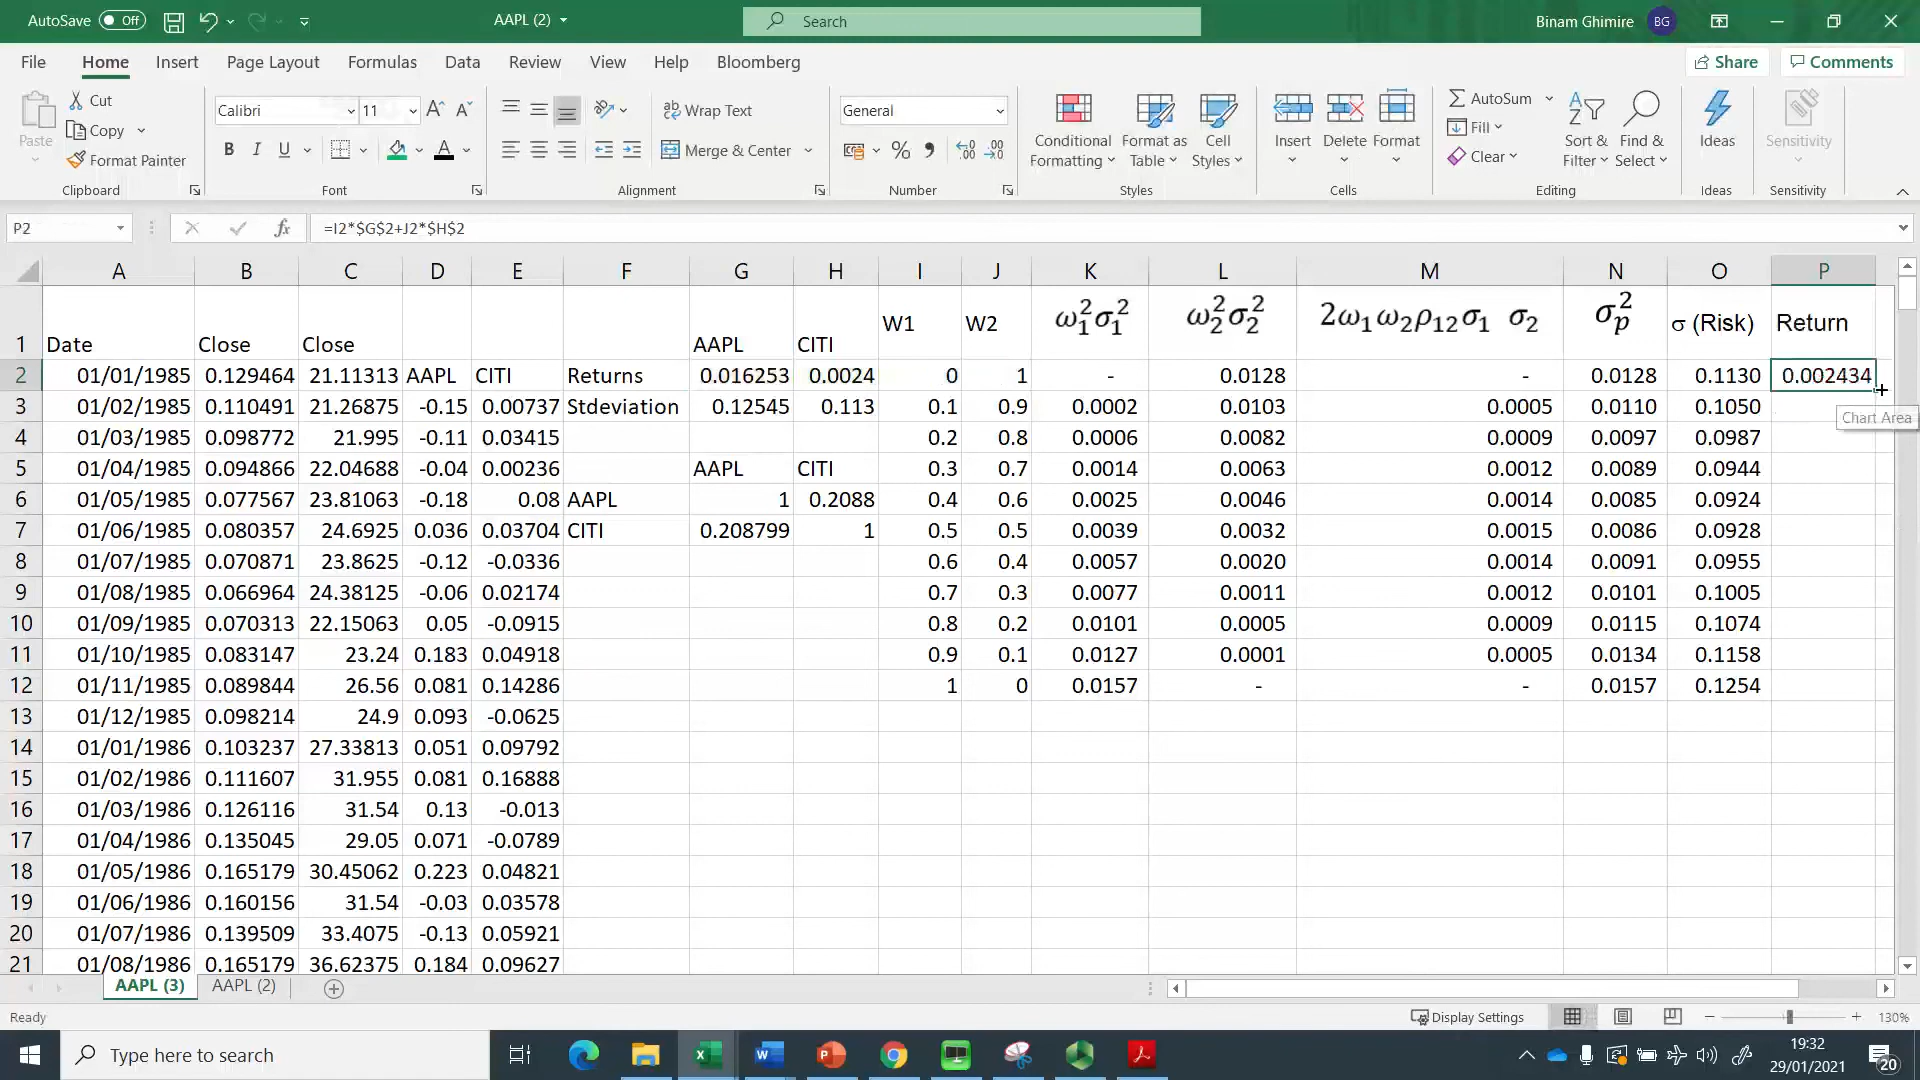 AutoSave Off AAPL (2) Search Binam Ghimire BG
File Home Insert Page Layout Formulas Data Review View Help Bloomberg Share Comments
Paste Cut Copy Format Painter Clipboard
Calibri 11 B I U A Font
Wrap Text Merge & Center Alignment
General % Number
Conditional Formatting Format as Table Cell Styles Styles
Insert Delete Format Cells
AutoSum Fill Clear Sort & Filter Find & Select Editing
Ideas Ideas
Sensitivity Sensitivity
P2 fx =I2*$G$2+J2*$H$2
A B C D E F G H I J K L M N O P
1 Date Close Close AAPL CITI W1 W2 ω₁²σ₁² ω₂²σ₂² 2ω₁ω₂ρ₁₂σ₁ σ₂ σₚ² σ (Risk) Return
2 01/01/1985 0.129464 21.11313 AAPL CITI Returns 0.016253 0.0024 0 1 - 0.0128 - 0.0128 0.1130 0.002434
3 01/02/1985 0.110491 21.26875 -0.15 0.00737 Stdeviation 0.12545 0.113 0.1 0.9 0.0002 0.0103 0.0005 0.0110 0.1050
Chart Area
4 01/03/1985 0.098772 21.995 -0.11 0.03415 0.2 0.8 0.0006 0.0082 0.0009 0.0097 0.0987
5 01/04/1985 0.094866 22.04688 -0.04 0.00236 AAPL CITI 0.3 0.7 0.0014 0.0063 0.0012 0.0089 0.0944
6 01/05/1985 0.077567 23.81063 -0.18 0.08 AAPL 1 0.2088 0.4 0.6 0.0025 0.0046 0.0014 0.0085 0.0924
7 01/06/1985 0.080357 24.6925 0.036 0.03704 CITI 0.208799 1 0.5 0.5 0.0039 0.0032 0.0015 0.0086 0.0928
8 01/07/1985 0.070871 23.8625 -0.12 -0.0336 0.6 0.4 0.0057 0.0020 0.0014 0.0091 0.0955
9 01/08/1985 0.066964 24.38125 -0.06 0.02174 0.7 0.3 0.0077 0.0011 0.0012 0.0101 0.1005
10 01/09/1985 0.070313 22.15063 0.05 -0.0915 0.8 0.2 0.0101 0.0005 0.0009 0.0115 0.1074
11 01/10/1985 0.083147 23.24 0.183 0.04918 0.9 0.1 0.0127 0.0001 0.0005 0.0134 0.1158
12 01/11/1985 0.089844 26.56 0.081 0.14286 1 0 0.0157 - - 0.0157 0.1254
13 01/12/1985 0.098214 24.9 0.093 -0.0625
14 01/01/1986 0.103237 27.33813 0.051 0.09792
15 01/02/1986 0.111607 31.955 0.081 0.16888
16 01/03/1986 0.126116 31.54 0.13 -0.013
17 01/04/1986 0.135045 29.05 0.071 -0.0789
18 01/05/1986 0.165179 30.45062 0.223 0.04821
19 01/06/1986 0.160156 31.54 -0.03 0.03578
20 01/07/1986 0.139509 33.4075 -0.13 0.05921
21 01/08/1986 0.165179 36.62375 0.184 0.09627
AAPL (3) AAPL (2)
Ready Display Settings 130%
Type here to search 19:32
29/01/2021 20